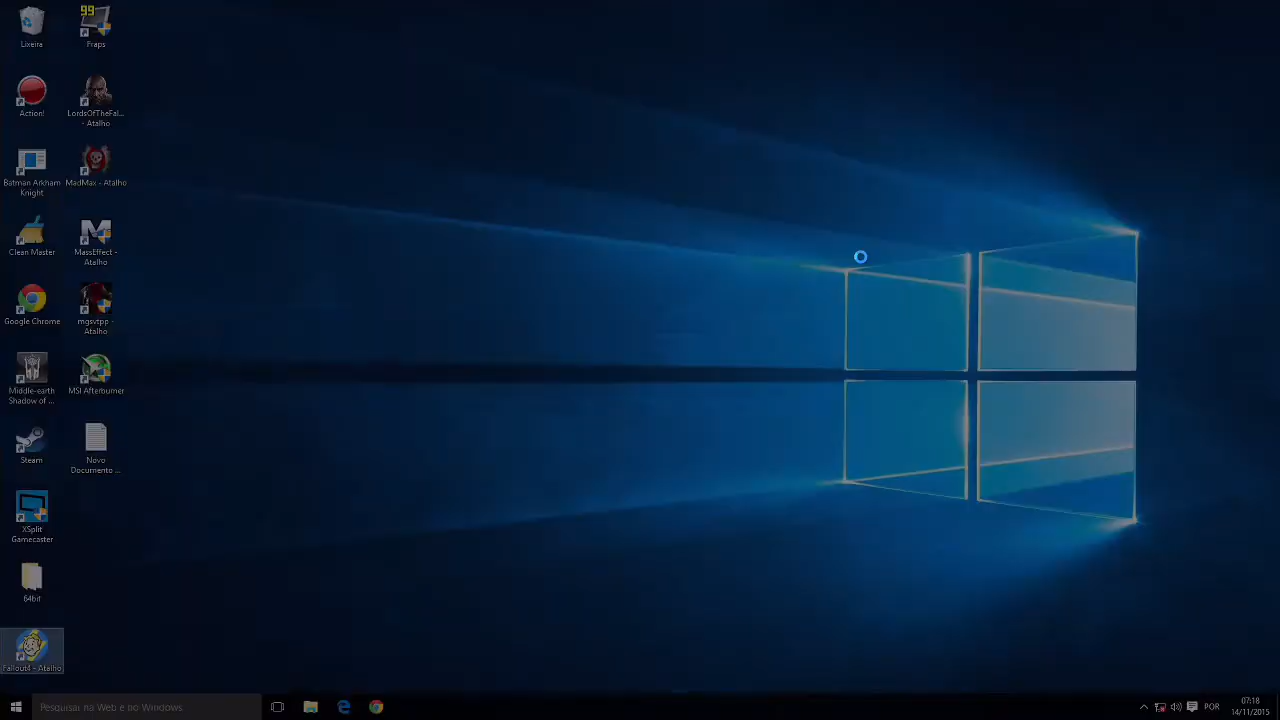 Lixeira
99
Fraps
Action!
LordsOfTheFal...
- Atalho
Batman Arkham
Knight
MadMax - Atalho
Clean Master
MassEffect -
Atalho
Google Chrome
mgsvtpp -
Atalho
Middle-earth
Shadow of ...
MSI Afterburner
Steam
Novo
Documento ...
XSplit
Gamecaster
64bit
Fallout4 - Atalho
Pesquisar na Web e no Windows
POR
07:18
14/11/2015